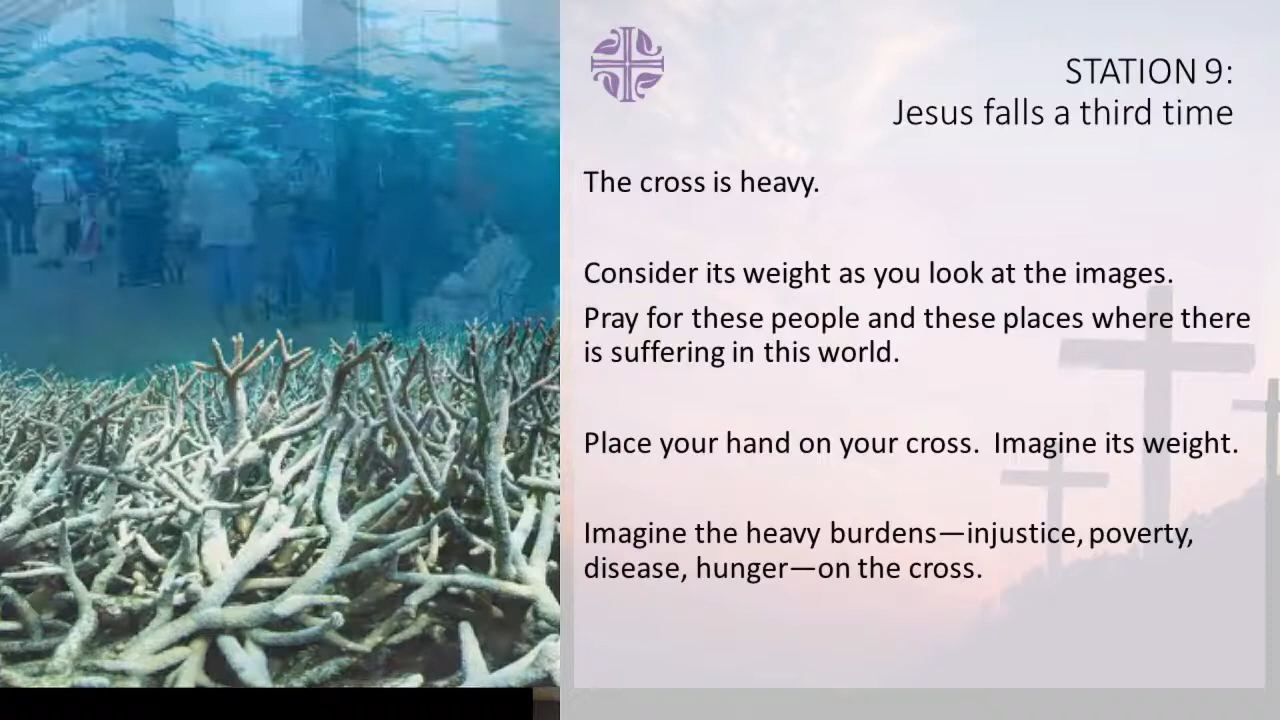 STATION 9:
Jesus falls a third time
The cross is heavy.
Consider its weight as you look at the images.
Pray for these people and these places where there
is suffering in this world.
Place your hand on your cross.  Imagine its weight.
Imagine the heavy burdens—injustice, poverty,
disease, hunger—on the cross.